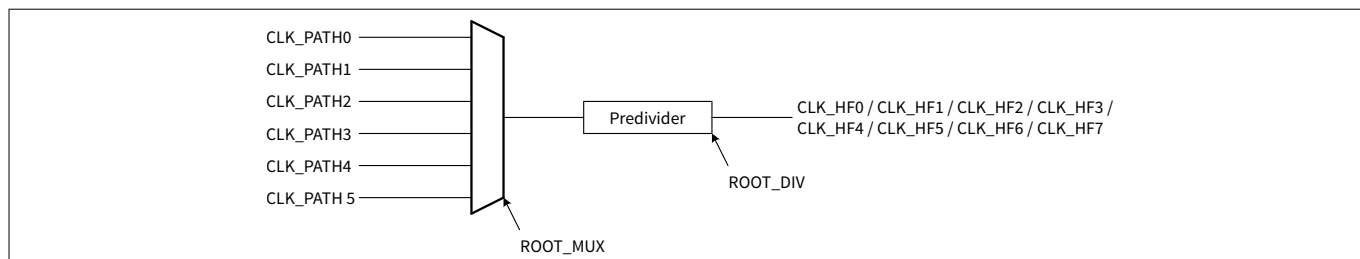 CLK_PATH0
CLK_PATH1
CLK_PATH2
CLK_PATH3
CLK_PATH4
CLK_PATH 5
ROOT_MUX
Predivider
ROOT_DIV
CLK_HF0 / CLK_HF1 / CLK_HF2 / CLK_HF3 /
CLK_HF4 / CLK_HF5 / CLK_HF6 / CLK_HF7